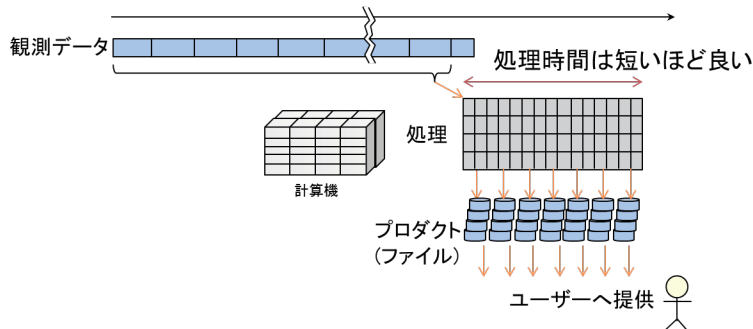 観測データ
処理時間は短いほど良い
処理
計算機
プロダクト
(ファイル)
ユーザーへ提供